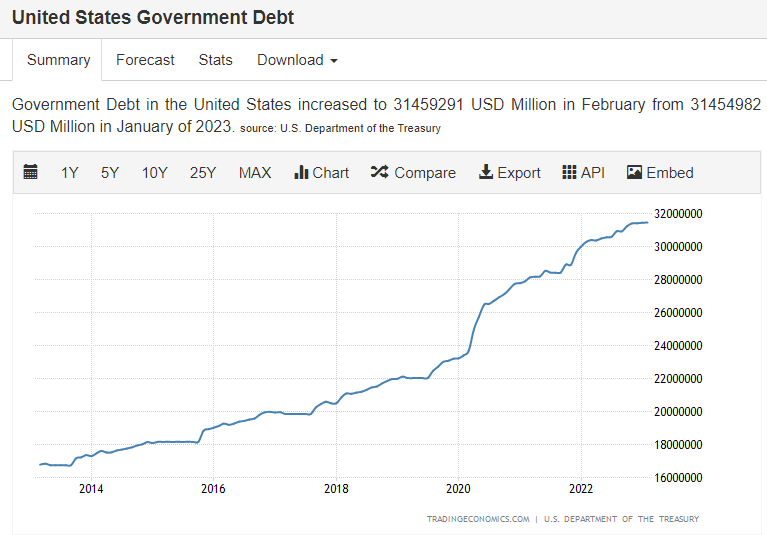 United States Government Debt
Summary Forecast Stats Download
Government Debt in the United States increased to 31459291 USD Million in February from 31454982
USD Million in January of 2023. source: U.S. Department of the Treasury
1Y 5Y 10Y 25Y MAX Chart Compare Export API Embed
32000000
30000000
28000000
26000000
24000000
22000000
20000000
18000000
16000000
2014 2016 2018 2020 2022
TRADINGECONOMICS.COM | U.S. DEPARTMENT OF THE TREASURY